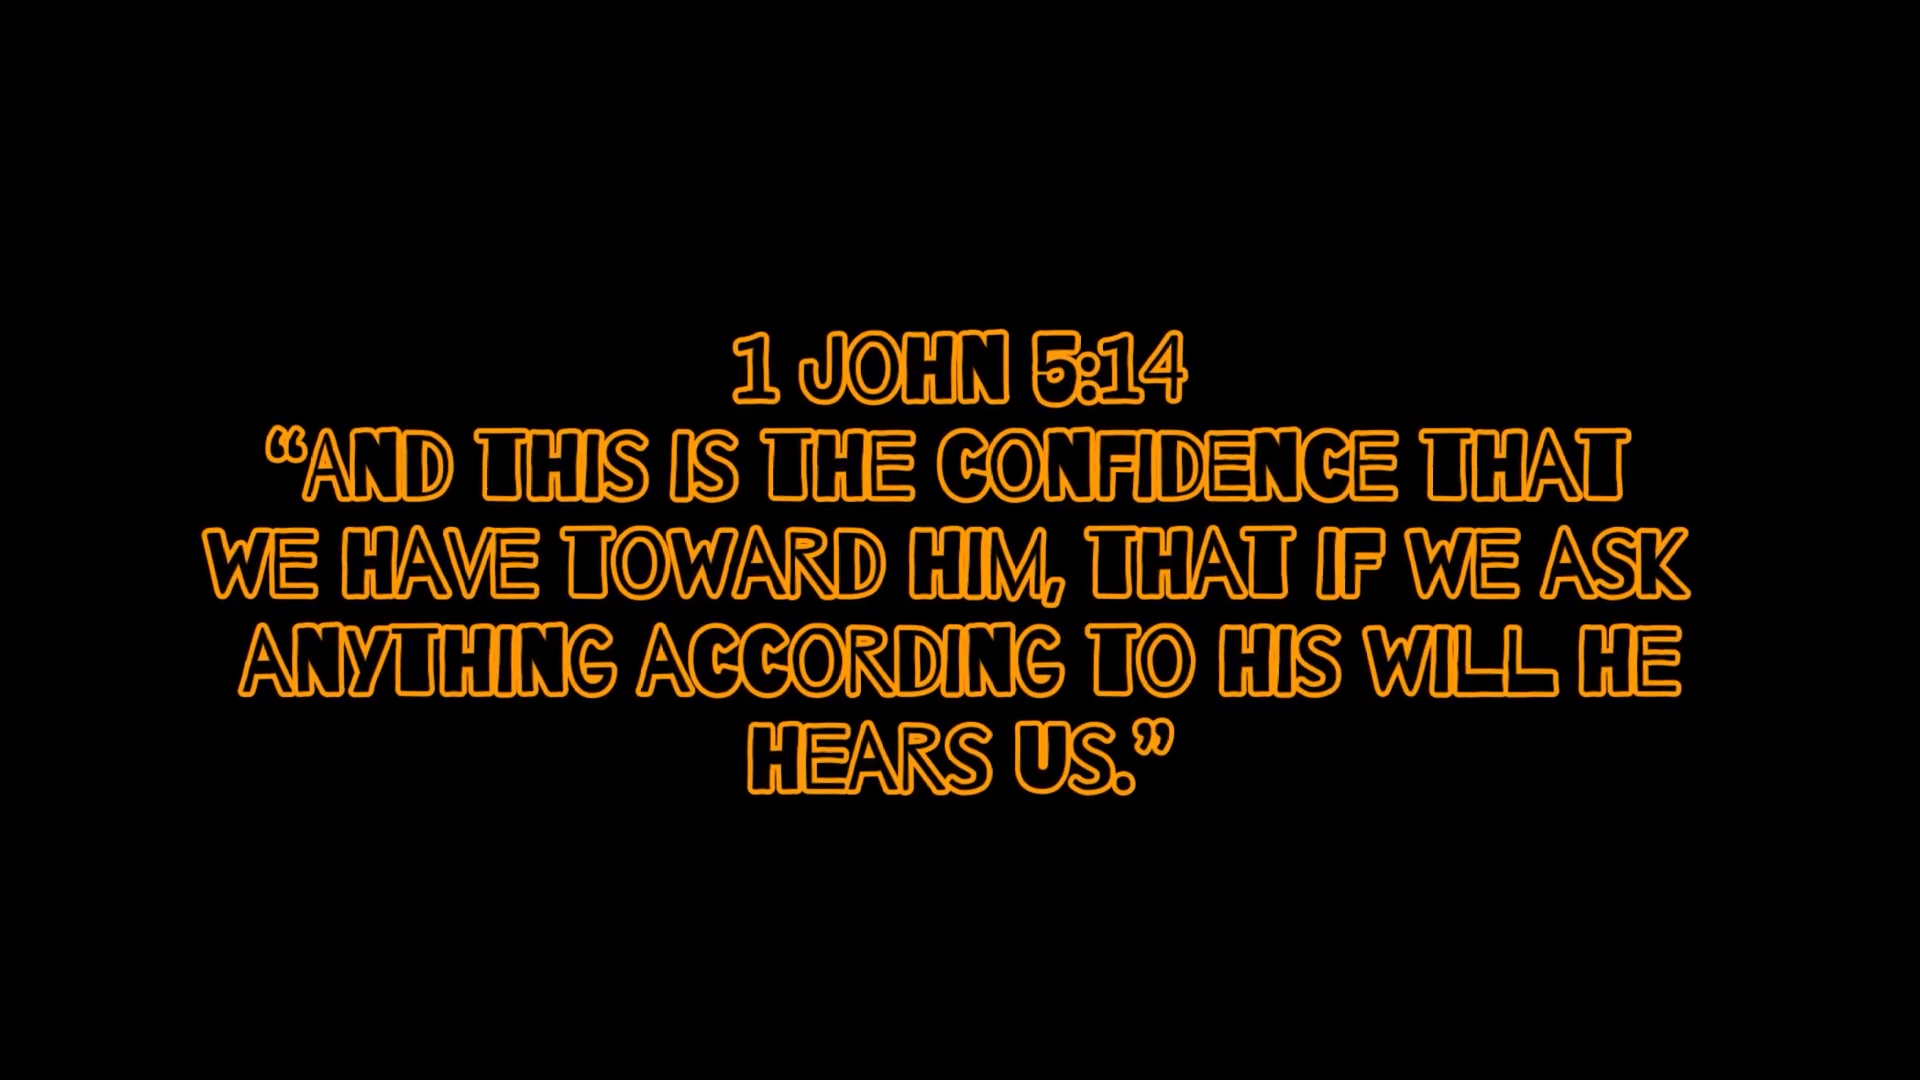 1 JOHN 5:14
“AND THIS IS THE CONFIDENCE THAT
WE HAVE TOWARD HIM, THAT IF WE ASK
ANYTHING ACCORDING TO HIS WILL HE
HEARS US.”